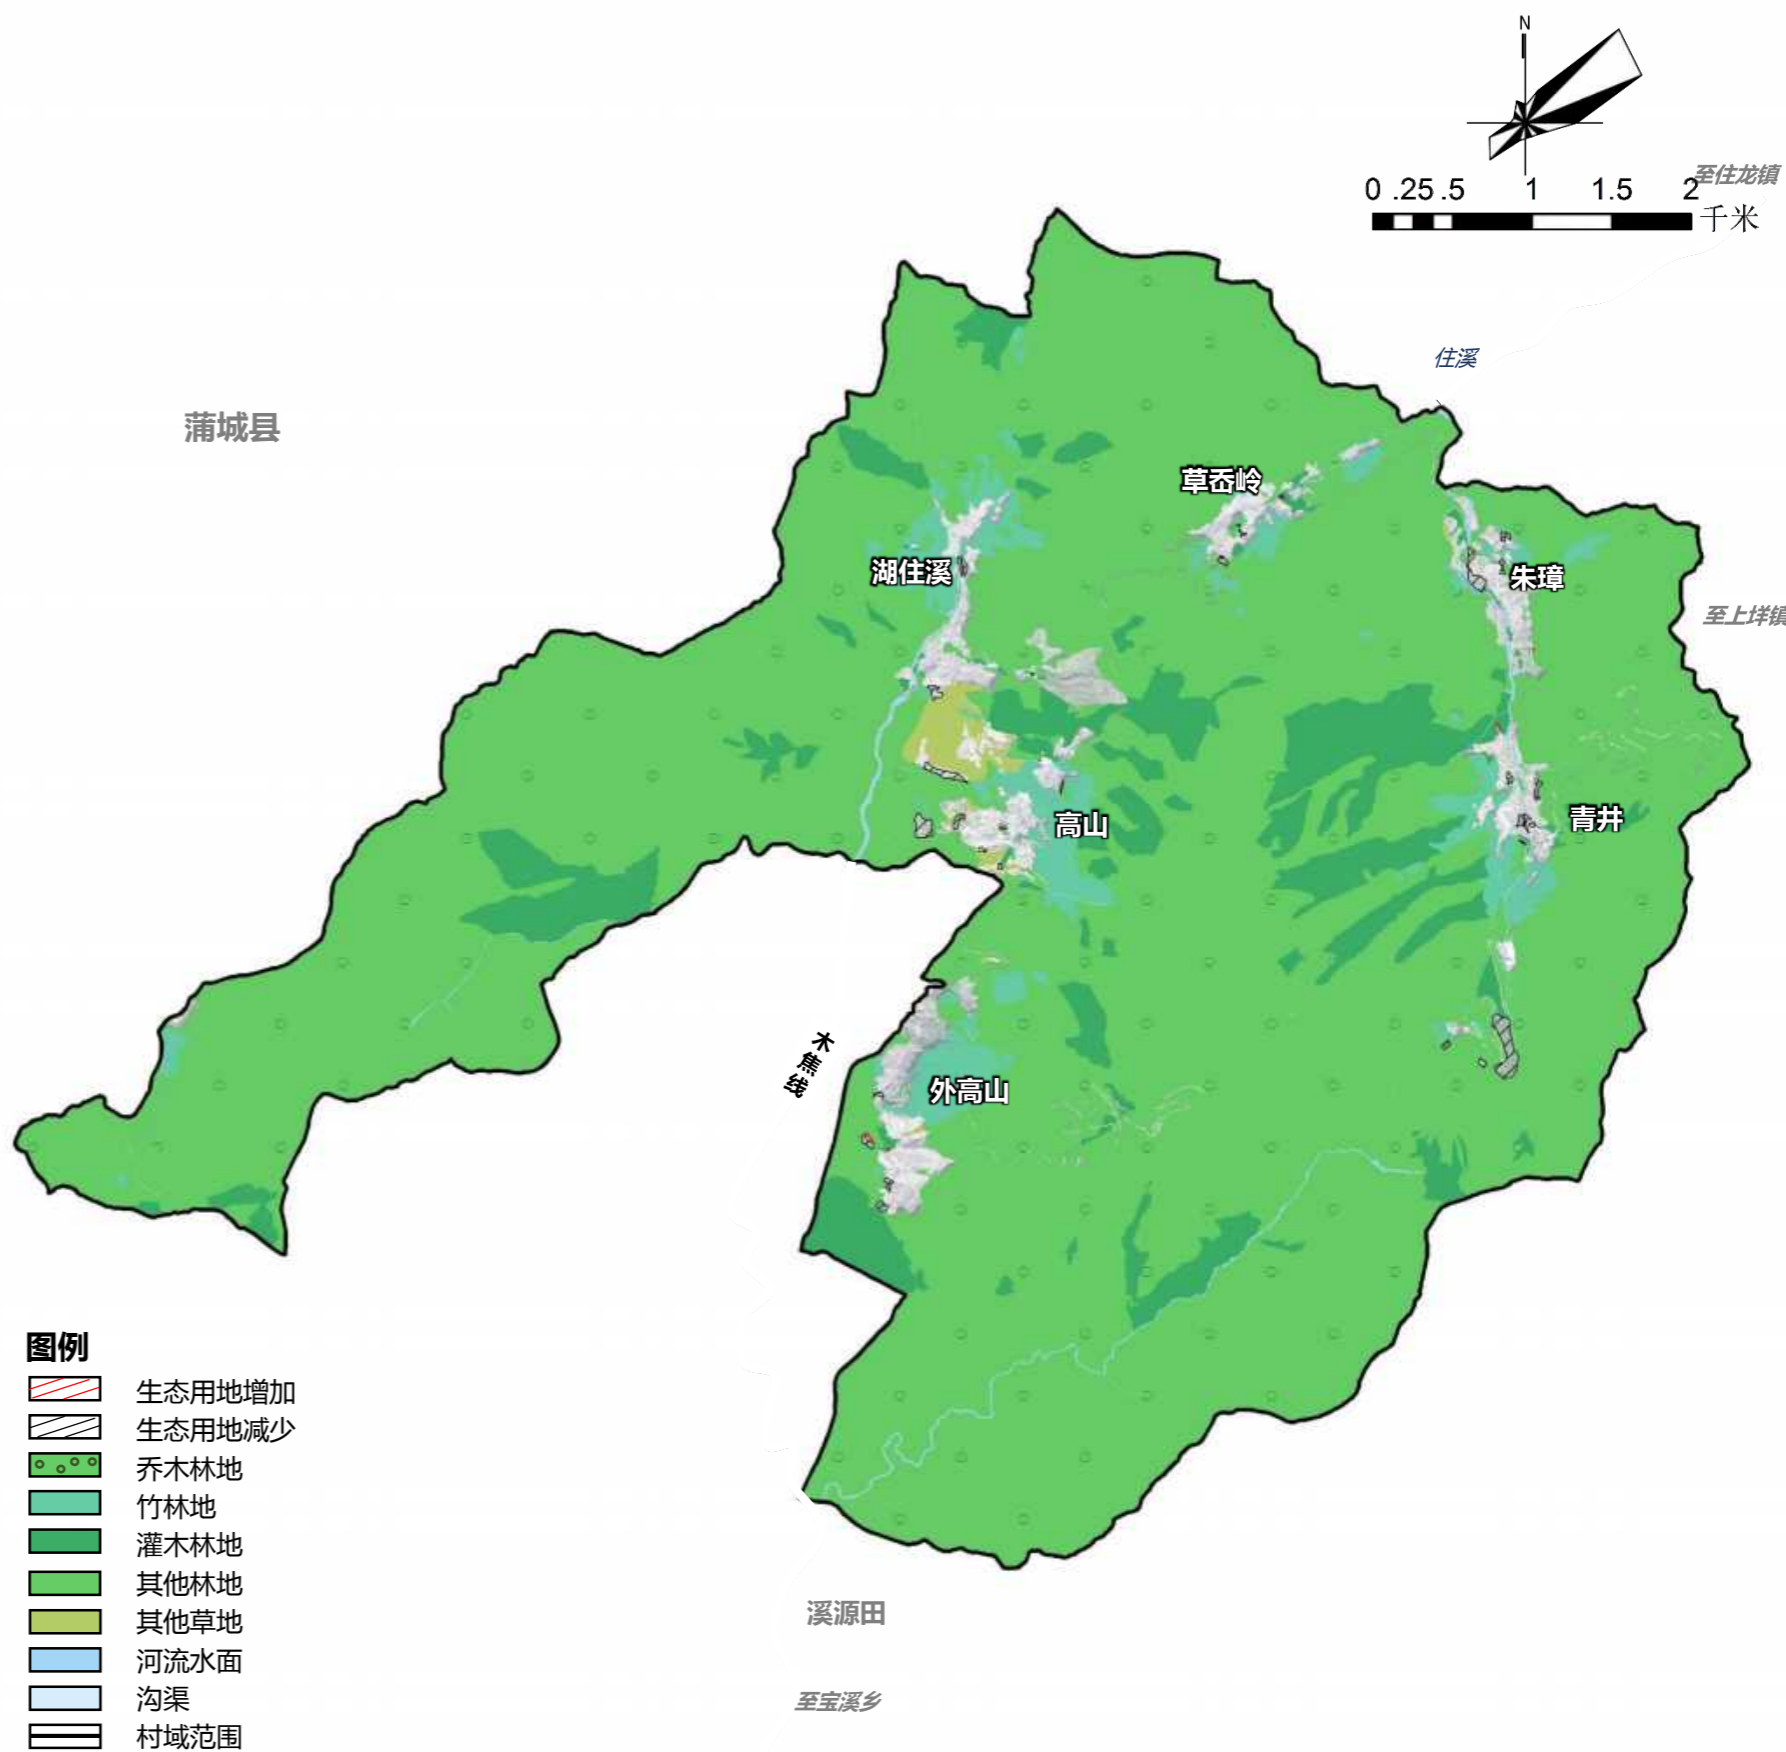 N
0 .25 .5 1 1.5 2
千米
至住龙镇
住溪
蒲城县
草岙岭
湖住溪
朱璋
至上垟镇
高山
青井
木焦线
外高山
图例
生态用地增加
生态用地减少
乔木林地
竹林地
灌木林地
其他林地
其他草地
河流水面
沟渠
村域范围
溪源田
至宝溪乡